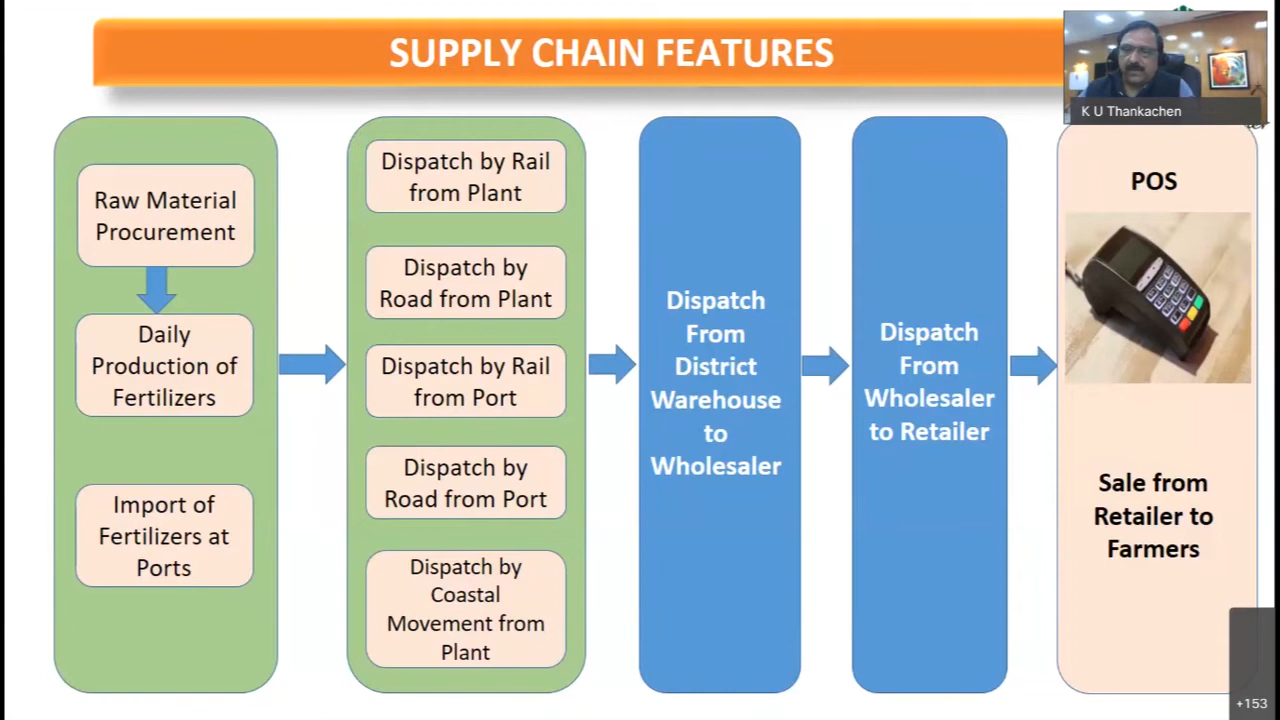 SUPPLY CHAIN FEATURES
K U Thankachen
Raw Material
Procurement
Daily
Production of
Fertilizers
Import of
Fertilizers at
Ports
Dispatch by Rail
from Plant
Dispatch by
Road from Plant
Dispatch by Rail
from Port
Dispatch by
Road from Port
Dispatch by
Coastal
Movement from
Plant
Dispatch
From
District
Warehouse
to
Wholesaler
Dispatch
From
Wholesaler
to Retailer
POS
Sale from
Retailer to
Farmers
+153